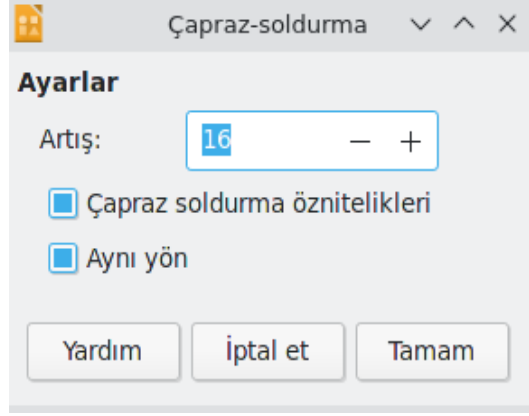 Çapraz-soldurma
Ayarlar
Artış: 16
Çapraz soldurma öznitelikleri
Aynı yön
Yardım İptal et Tamam